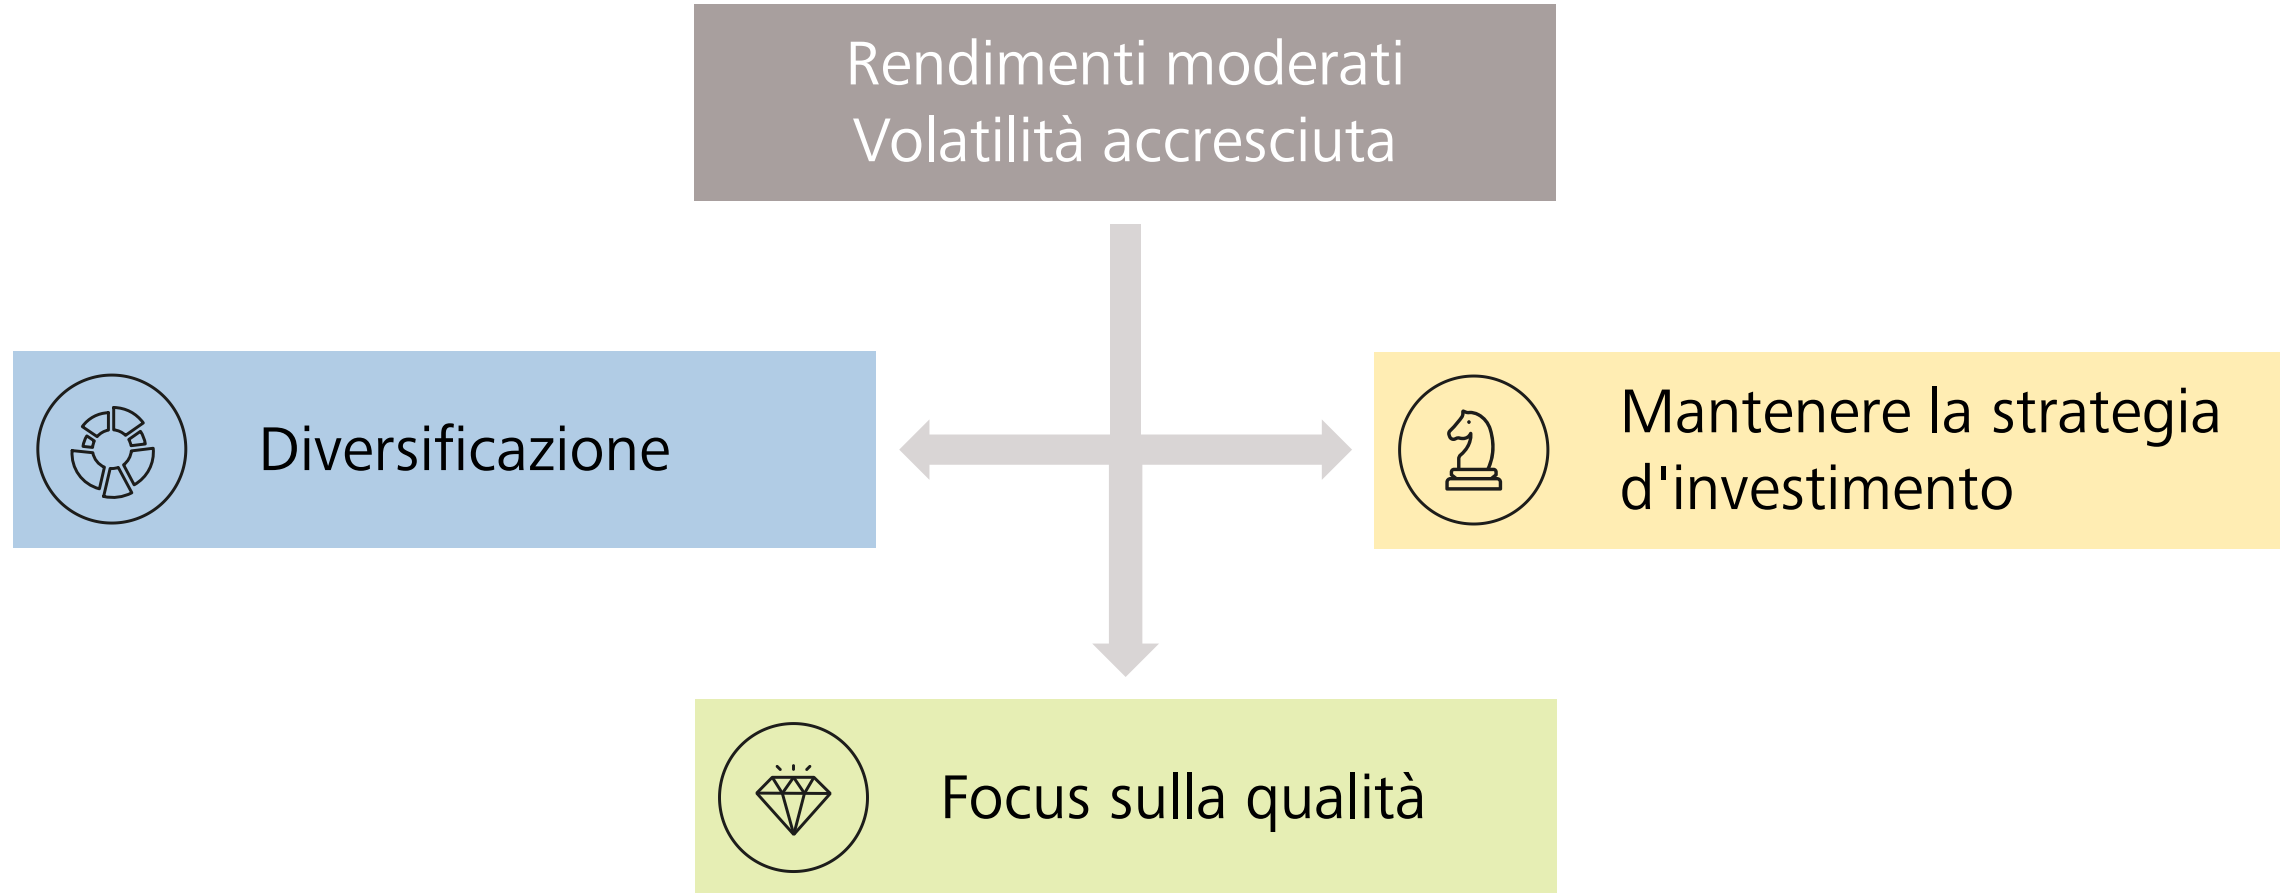 Rendimenti moderati
Volatilità accresciuta
Diversificazione
Mantenere la strategia
d'investimento
Focus sulla qualità